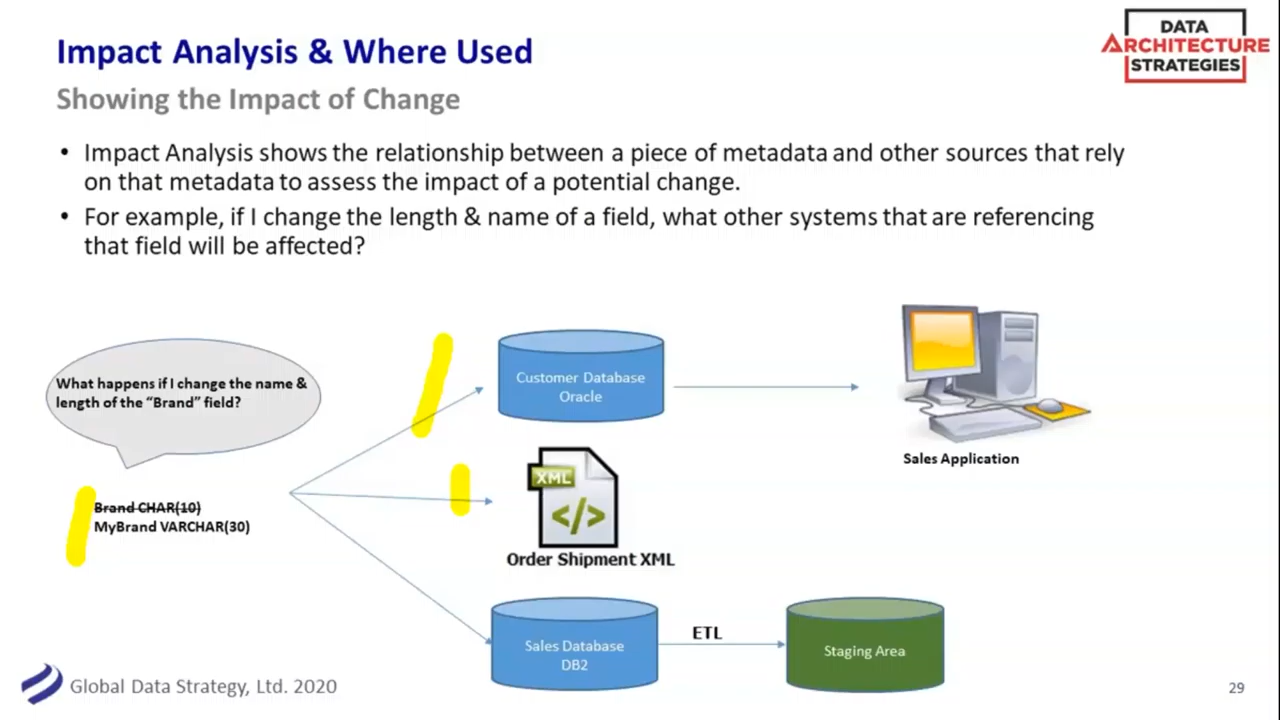 Impact Analysis & Where Used
DATA
ARCHITECTURE
STRATEGIES
Showing the Impact of Change
• Impact Analysis shows the relationship between a piece of metadata and other sources that rely
on that metadata to assess the impact of a potential change.
• For example, if I change the length & name of a field, what other systems that are referencing
that field will be affected?
What happens if I change the name &
length of the “Brand” field?
Brand CHAR(10)
MyBrand VARCHAR(30)
Customer Database
Oracle
Sales Application
XML
</>
Order Shipment XML
Sales Database
DB2
ETL
Staging Area
Global Data Strategy, Ltd. 2020
29